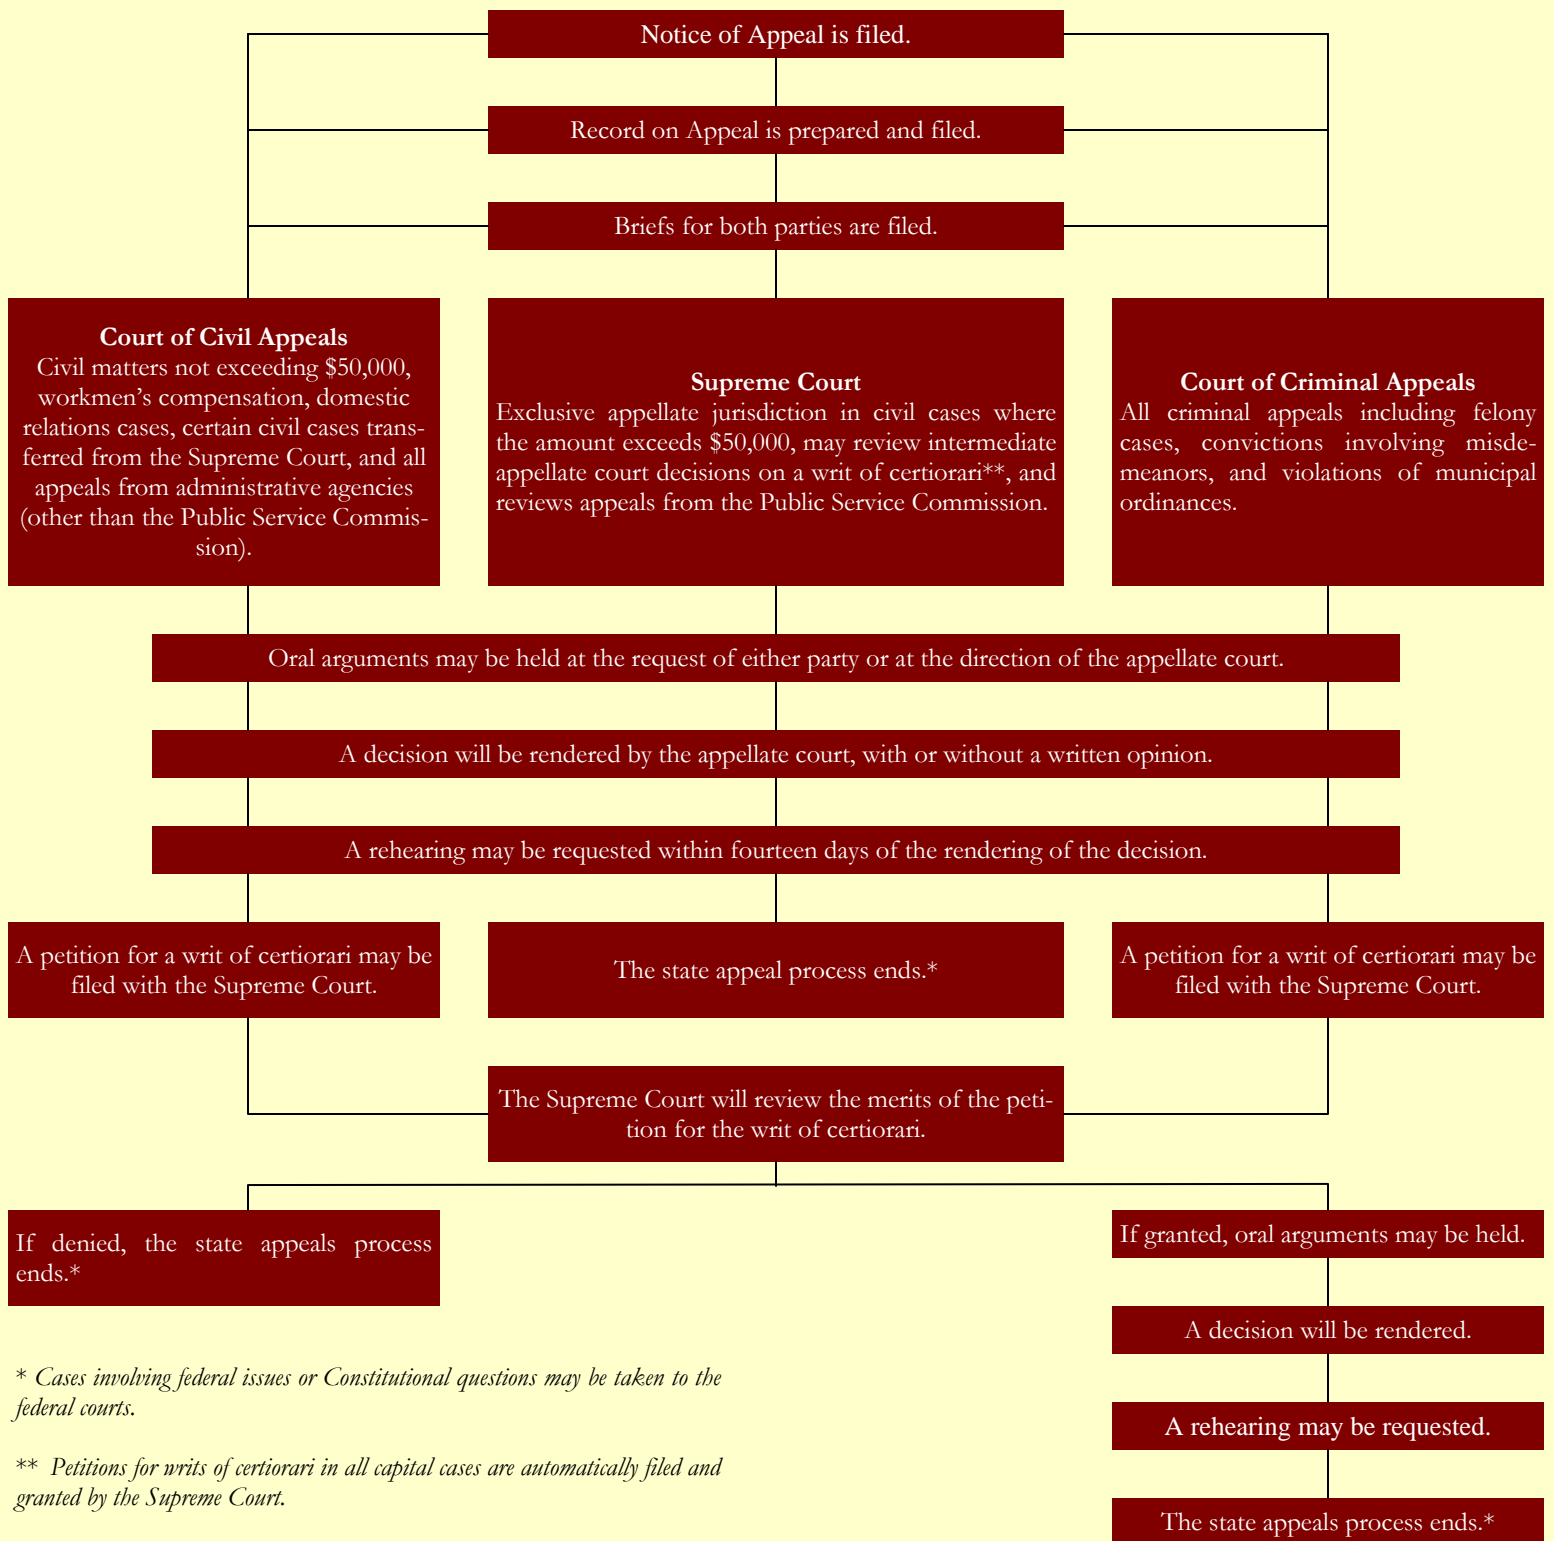 Notice of Appeal is filed.
Record on Appeal is prepared and filed.
Briefs for both parties are filed.
Court of Civil Appeals
Civil matters not exceeding $50,000,
workmen’s compensation, domestic
relations cases, certain civil cases trans-
ferred from the Supreme Court, and all
appeals from administrative agencies
(other than the Public Service Commis-
sion).
Supreme Court
Exclusive appellate jurisdiction in civil cases where
the amount exceeds $50,000, may review intermediate
appellate court decisions on a writ of certiorari**, and
reviews appeals from the Public Service Commission.
Court of Criminal Appeals
All criminal appeals including felony
cases, convictions involving misde-
meanors, and violations of municipal
ordinances.
Oral arguments may be held at the request of either party or at the direction of the appellate court.
A decision will be rendered by the appellate court, with or without a written opinion.
A rehearing may be requested within fourteen days of the rendering of the decision.
A petition for a writ of certiorari may be
filed with the Supreme Court.
The state appeal process ends.*
A petition for a writ of certiorari may be
filed with the Supreme Court.
The Supreme Court will review the merits of the peti-
tion for the writ of certiorari.
If denied, the state appeals process
ends.*
If granted, oral arguments may be held.
A decision will be rendered.
A rehearing may be requested.
The state appeals process ends.*
* Cases involving federal issues or Constitutional questions may be taken to the
federal courts.
** Petitions for writs of certiorari in all capital cases are automatically filed and
granted by the Supreme Court.